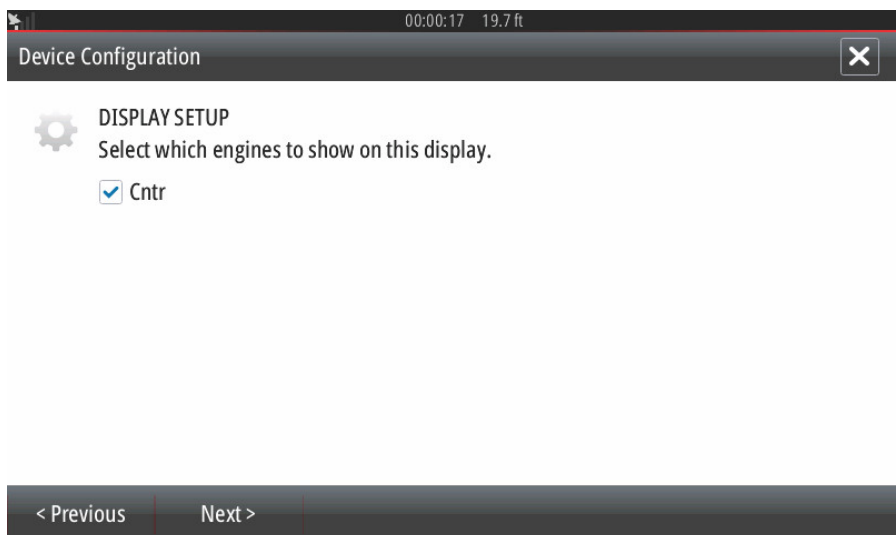 00:00:17 19.7 ft
Device Configuration
DISPLAY SETUP
Select which engines to show on this display.
Cntr
< Previous Next >